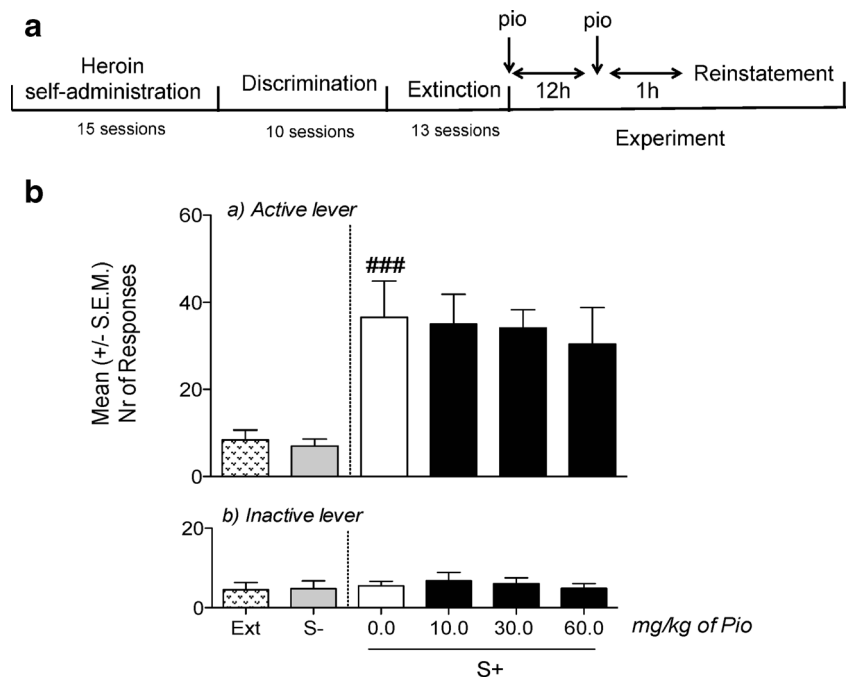 a
pio
pio
Heroin
self-administration
Discrimination
Extinction
12h
1h
Reinstatement
15 sessions
10 sessions
13 sessions
Experiment
b
a) Active lever
60
40
20
0
###
Mean (+/- S.E.M.)
Nr of Responses
b) Inactive lever
20
0
Ext
S-
0.0
10.0
30.0
60.0
mg/kg of Pio
S+